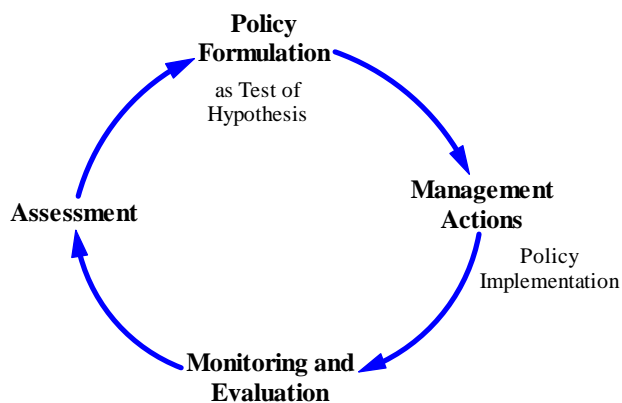 Policy
Formulation
as Test of
Hypothesis
Management
Actions
Policy
Implementation
Assessment
Monitoring and
Evaluation